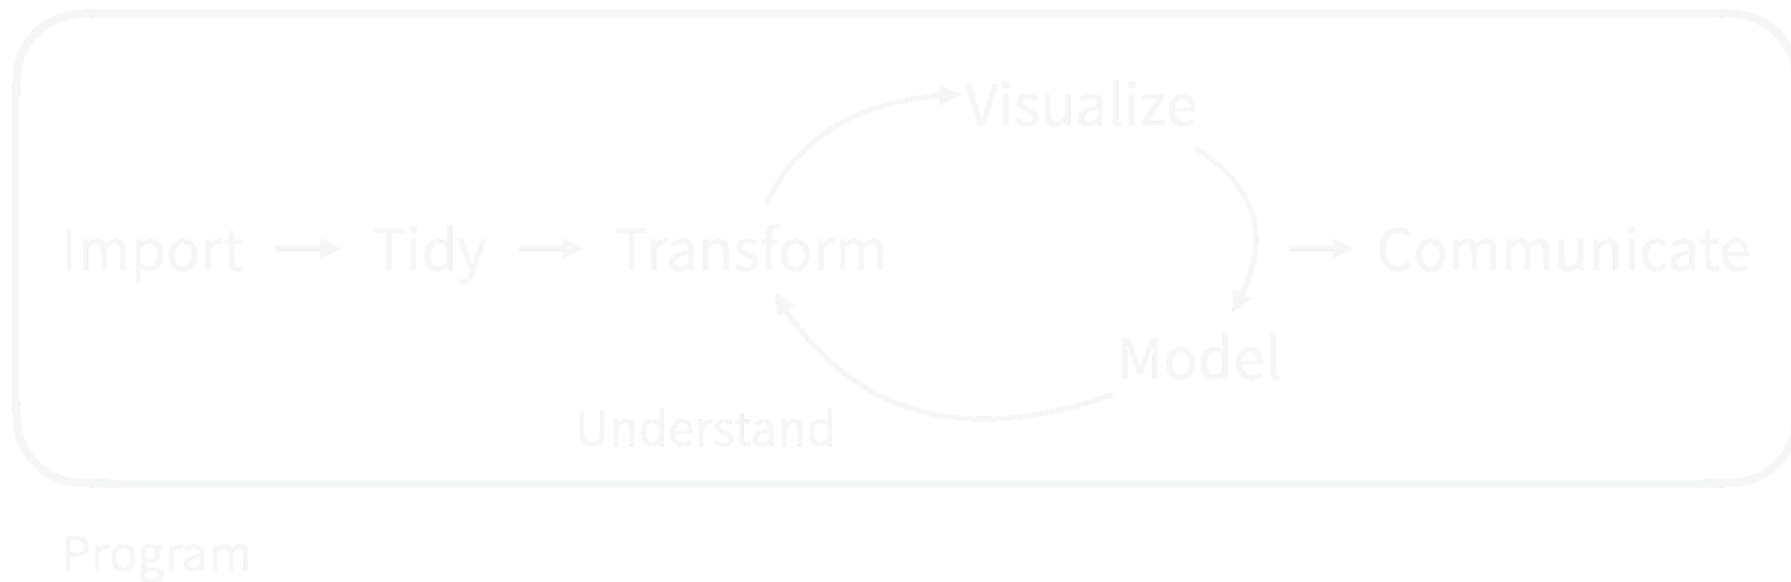 Visualize
Import Tidy Transform Communicate
Model
Understand
Program